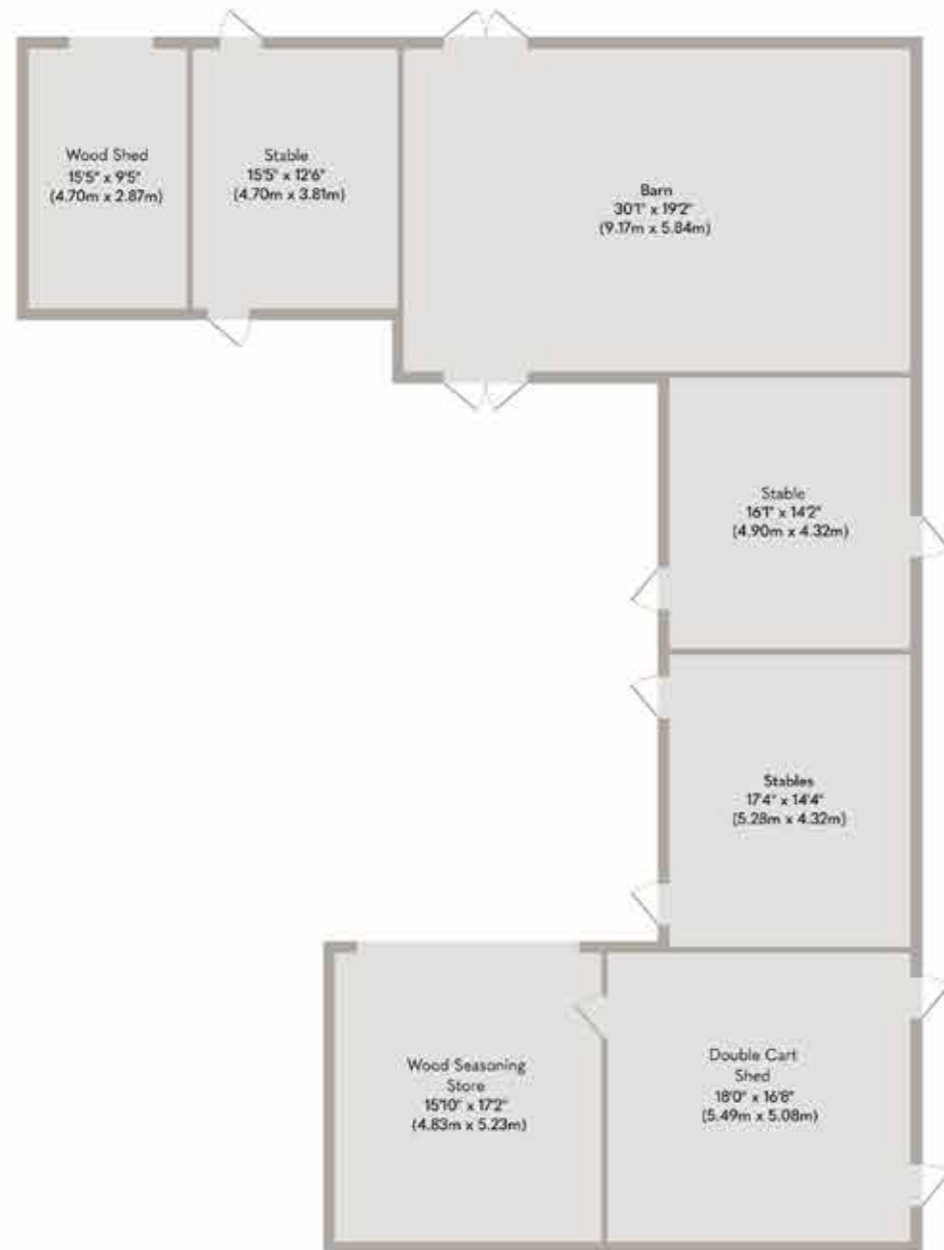 Wood Shed
15'5" x 9'5"
(4.70m x 2.87m)
Stable
15'5" x 12'6"
(4.70m x 3.81m)
Barn
30'1" x 19'2"
(9.17m x 5.84m)
Stable
16'1" x 14'2"
(4.90m x 4.32m)
Stables
17'4" x 14'4"
(5.28m x 4.32m)
Wood Seasoning
Store
15'10" x 17'2"
(4.83m x 5.23m)
Double Cart
Shed
18'0" x 16'8"
(5.49m x 5.08m)